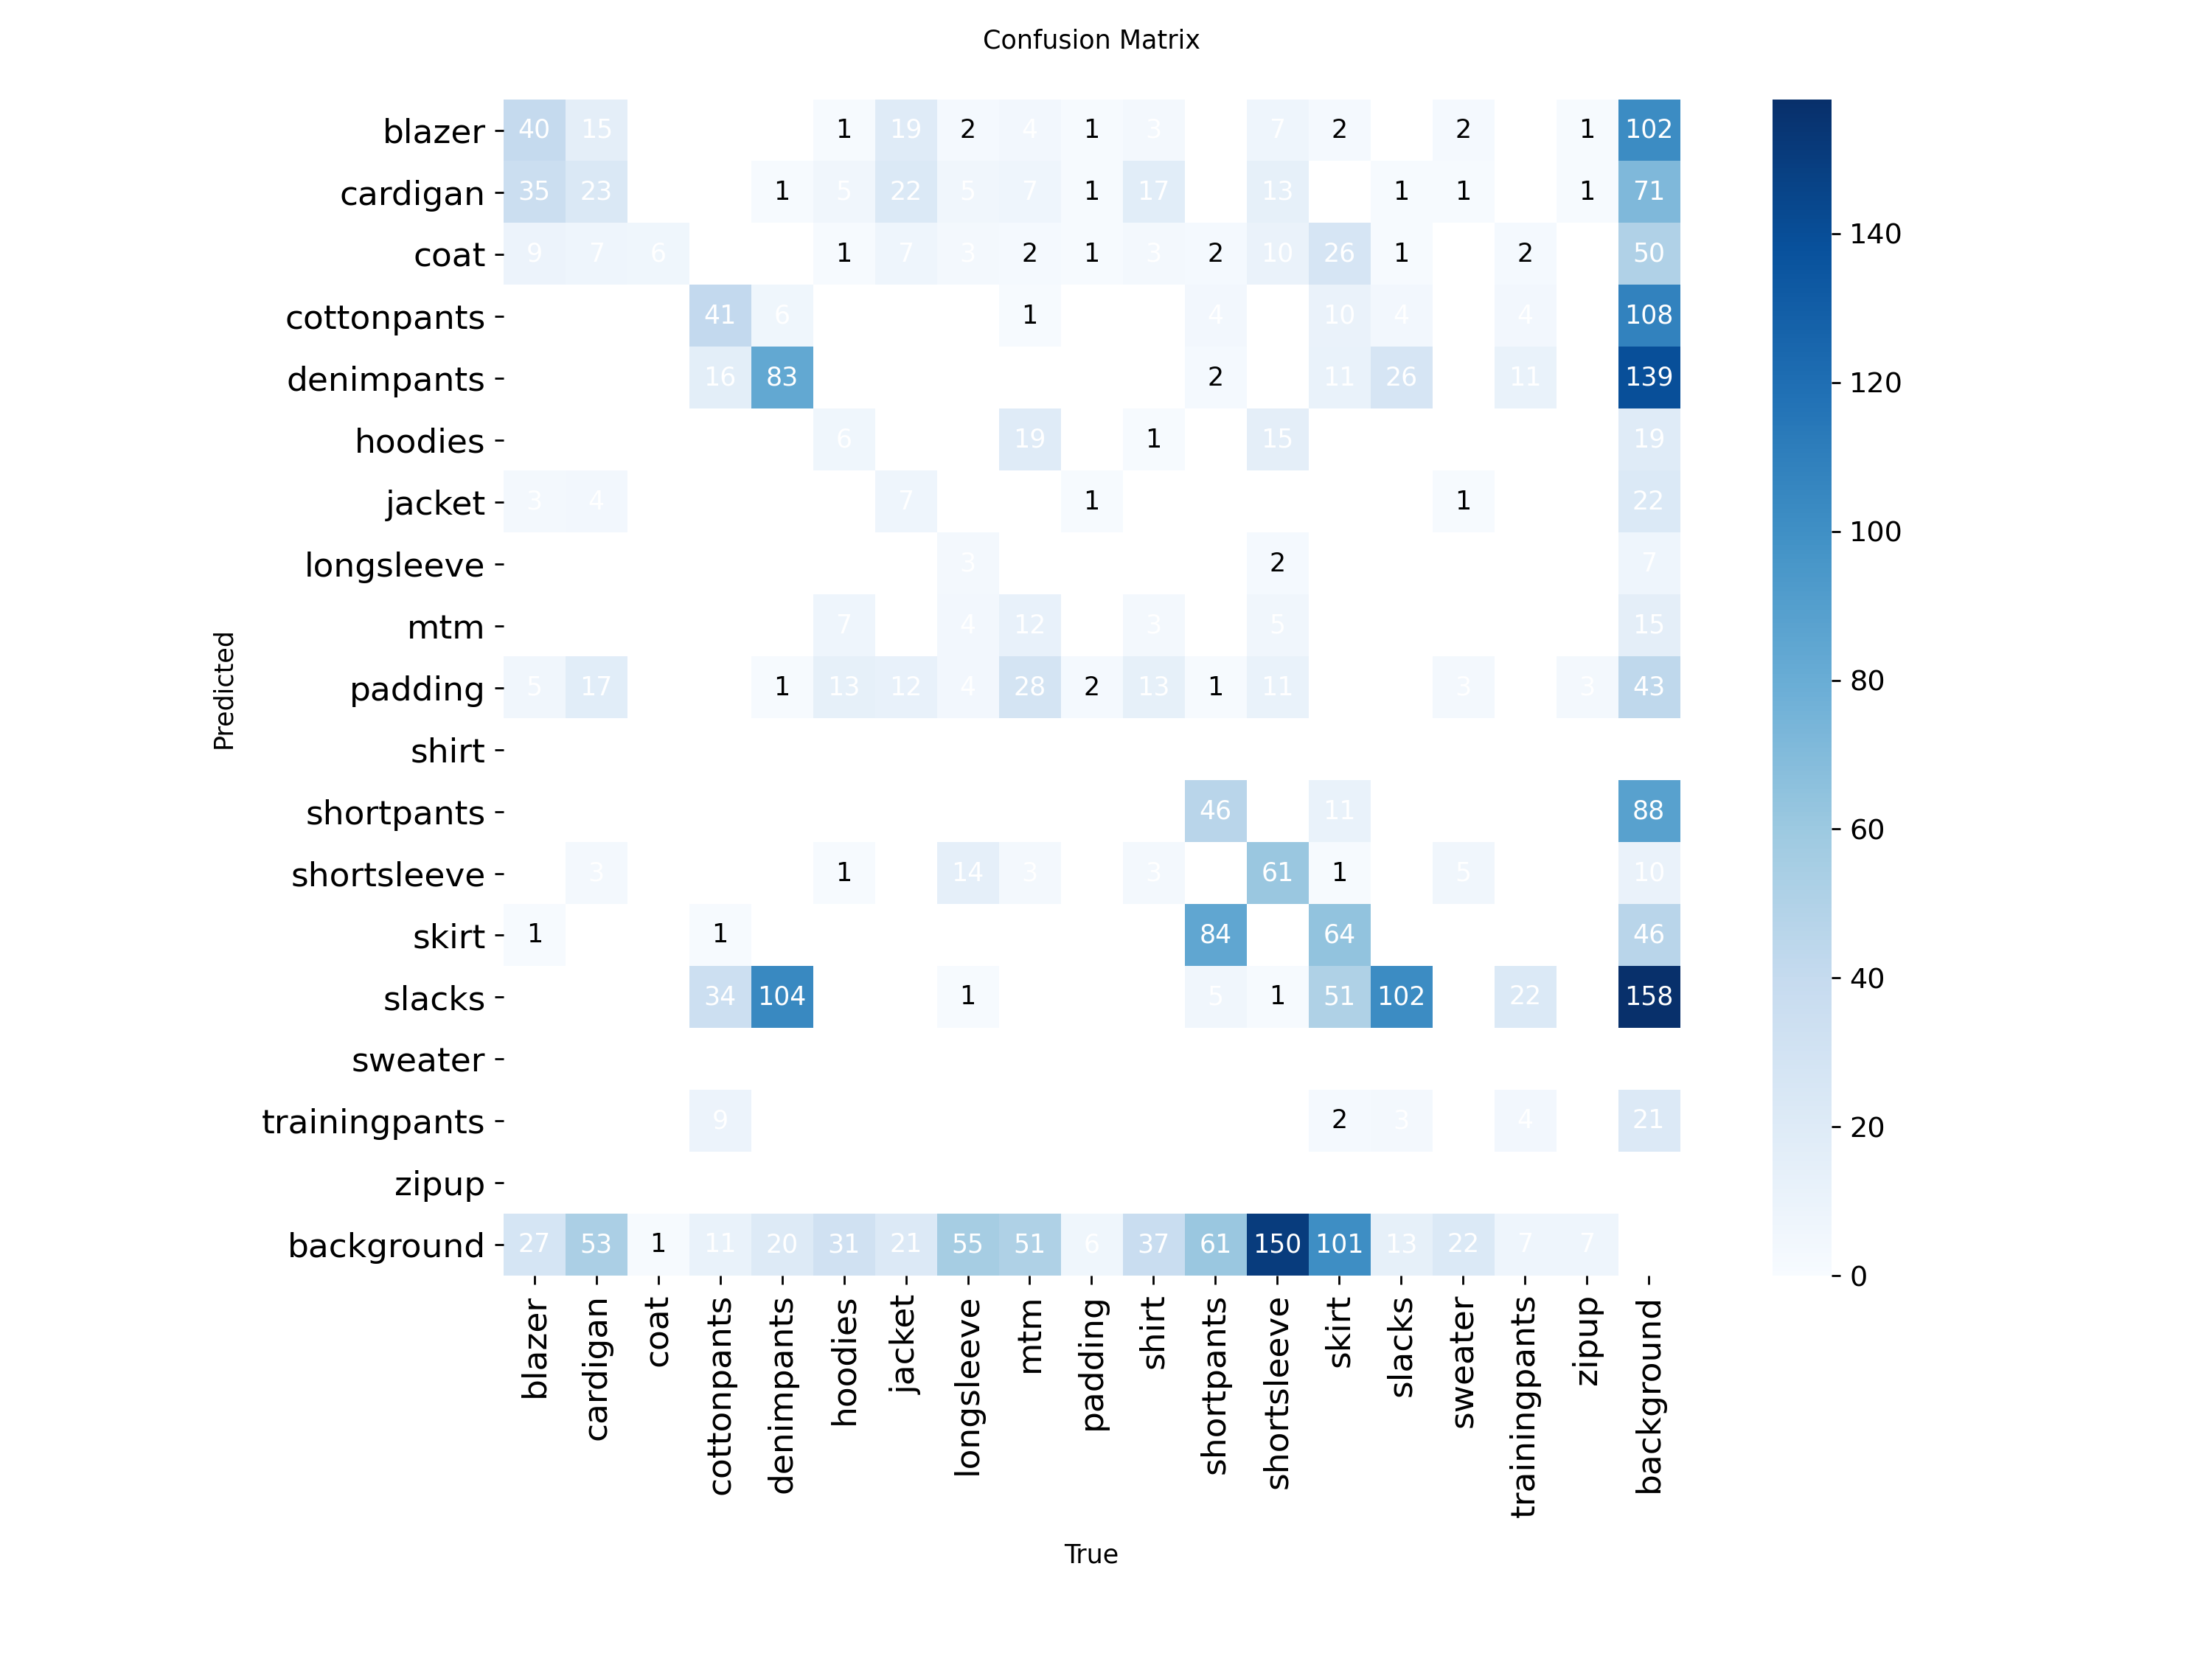 Confusion Matrix
blazer 40 15 1 19 2 4 1 3 7 2 2 1 102
cardigan 35 23 1 5 22 5 7 1 17 13 1 1 1 71
coat 9 7 6 1 7 3 2 1 3 2 10 26 1 2 50
140
cottonpants 41 6 1 4 10 4 4 108
denimpants 16 83 2 11 26 11 139
120
hoodies 6 19 1 15 19
jacket 3 4 7 1 1 22
100
longsleeve 3 2 7
mtm 7 4 12 3 5 15
Predicted
padding 5 17 1 13 12 4 28 2 13 1 11 3 3 43
80
shirt
shortpants 46 11 88
60
shortsleeve 3 1 14 3 3 61 1 5 10
skirt 1 1 84 64 46
40
slacks 34 104 1 5 1 51 102 22 158
sweater
trainingpants 9 2 3 4 21
20
zipup
background 27 53 1 11 20 31 21 55 51 6 37 61 150 101 13 22 7 7
0
blazer cardigan coat cottonpants denimpants hoodies jacket longsleeve mtm padding shirt shortpants shortsleeve skirt slacks sweater trainingpants zipup background
True